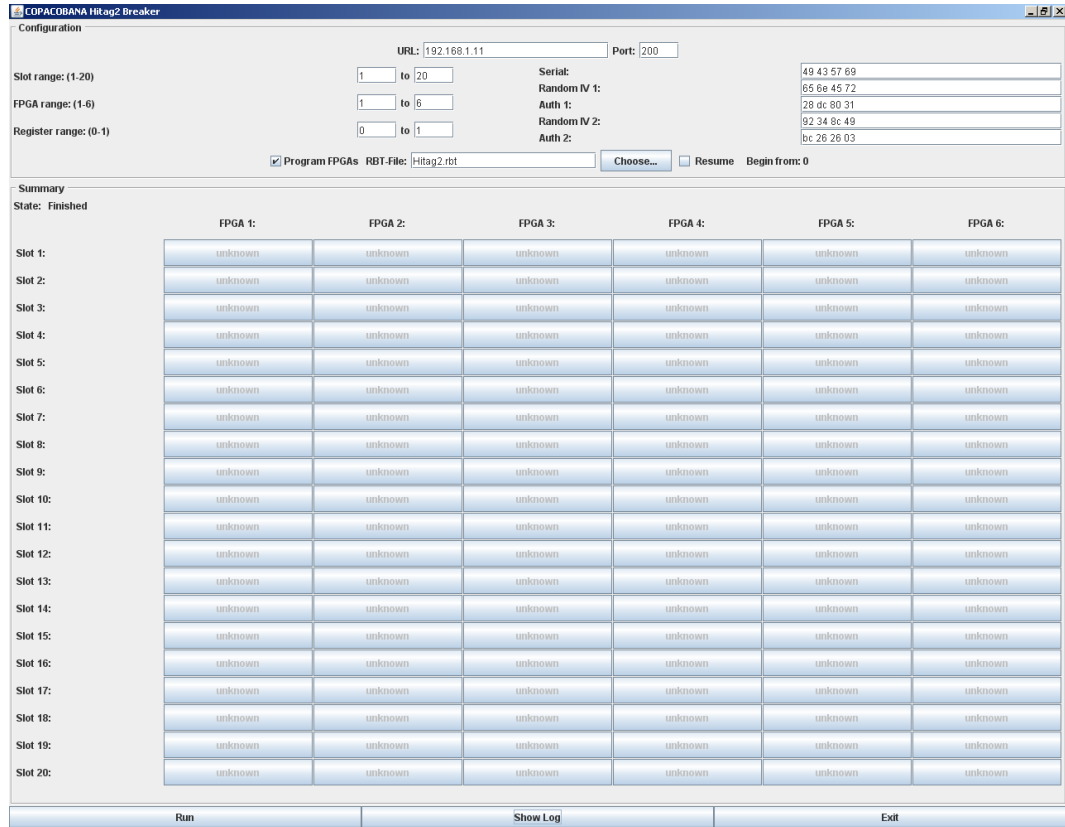 COPACOBANA Hitag2 Breaker
Configuration
URL: 192.168.1.11 Port: 200
Slot range: (1-20) 1 to 20 Serial: 49 43 57 69
Random IV 1: 65 6e 45 72
FPGA range: (1-6) 1 to 6 Auth 1: 28 dc 80 31
Random IV 2: 92 34 8c 49
Register range: (0-1) 0 to 1 Auth 2: bc 26 26 03
Program FPGAs RBT-File: Hitag2.rbt Choose... Resume Begin from: 0
Summary
State: Finished
FPGA 1: FPGA 2: FPGA 3: FPGA 4: FPGA 5: FPGA 6:
Slot 1: unknown unknown unknown unknown unknown unknown
Slot 2: unknown unknown unknown unknown unknown unknown
Slot 3: unknown unknown unknown unknown unknown unknown
Slot 4: unknown unknown unknown unknown unknown unknown
Slot 5: unknown unknown unknown unknown unknown unknown
Slot 6: unknown unknown unknown unknown unknown unknown
Slot 7: unknown unknown unknown unknown unknown unknown
Slot 8: unknown unknown unknown unknown unknown unknown
Slot 9: unknown unknown unknown unknown unknown unknown
Slot 10: unknown unknown unknown unknown unknown unknown
Slot 11: unknown unknown unknown unknown unknown unknown
Slot 12: unknown unknown unknown unknown unknown unknown
Slot 13: unknown unknown unknown unknown unknown unknown
Slot 14: unknown unknown unknown unknown unknown unknown
Slot 15: unknown unknown unknown unknown unknown unknown
Slot 16: unknown unknown unknown unknown unknown unknown
Slot 17: unknown unknown unknown unknown unknown unknown
Slot 18: unknown unknown unknown unknown unknown unknown
Slot 19: unknown unknown unknown unknown unknown unknown
Slot 20: unknown unknown unknown unknown unknown unknown
Run Show Log Exit